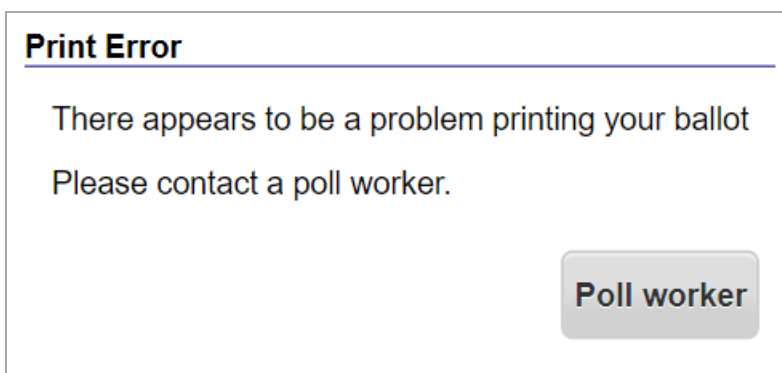 Print Error
There appears to be a problem printing your ballot
Please contact a poll worker.
Poll worker